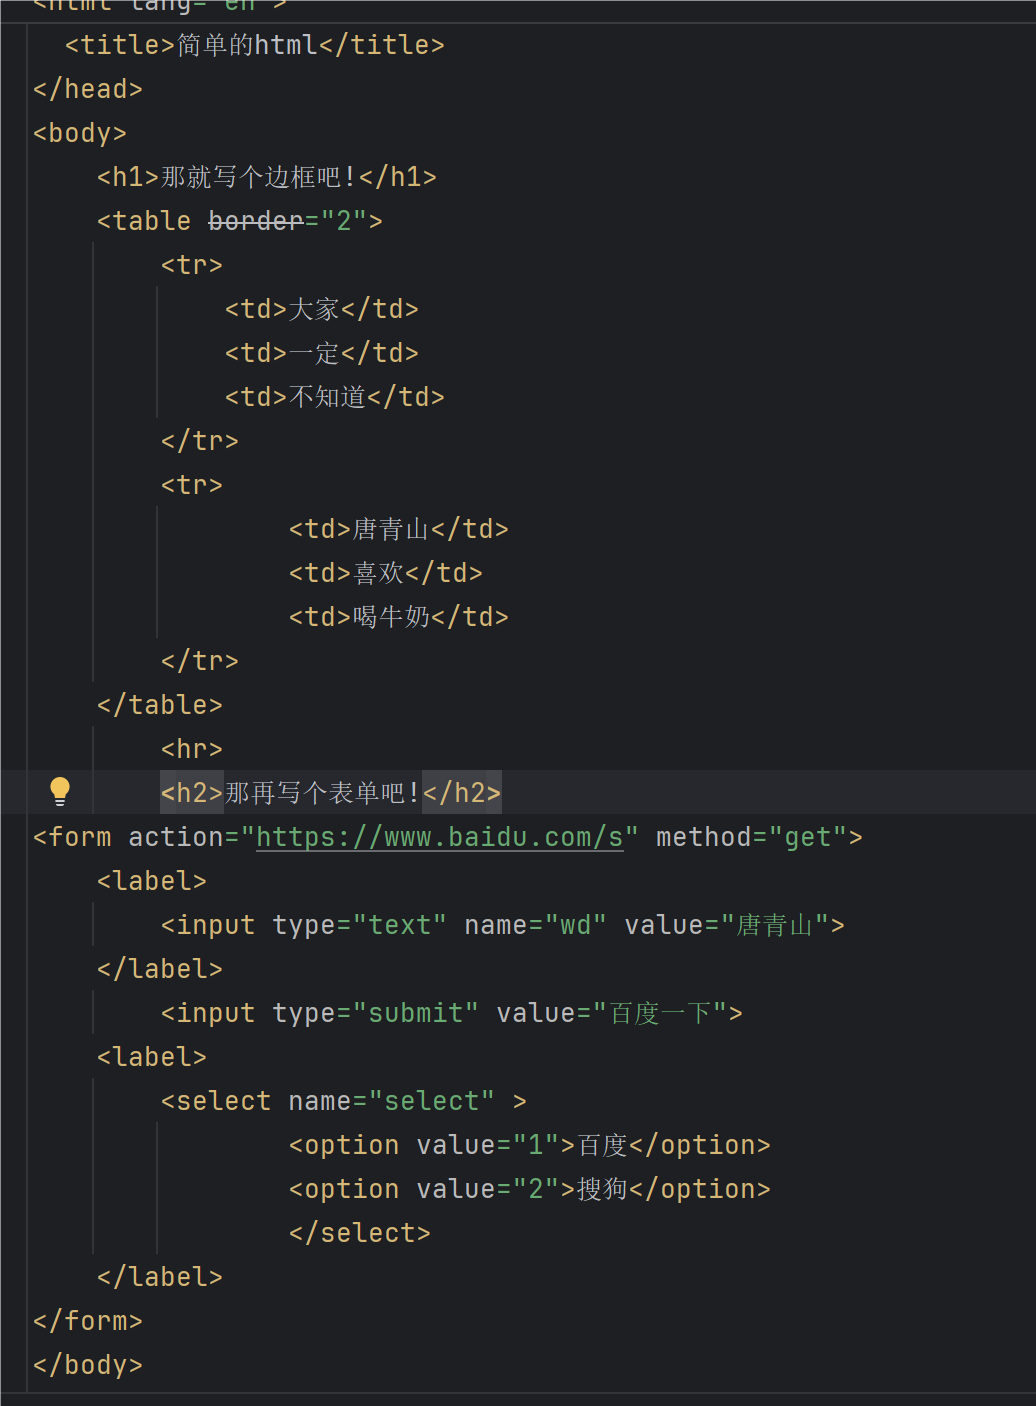 <html lang="en">
<title>简单的html</title>
</head>
<body>
<h1>那就写个边框吧!</h1>
<table border="2">
<tr>
<td>大家</td>
<td>一定</td>
<td>不知道</td>
</tr>
<tr>
<td>唐青山</td>
<td>喜欢</td>
<td>喝牛奶</td>
</tr>
</table>
<hr>
<h2>那再写个表单吧!</h2>
<form action="https://www.baidu.com/s" method="get">
<label>
<input type="text" name="wd" value="唐青山">
</label>
<input type="submit" value="百度一下">
<label>
<select name="select" >
<option value="1">百度</option>
<option value="2">搜狗</option>
</select>
</label>
</form>
</body>